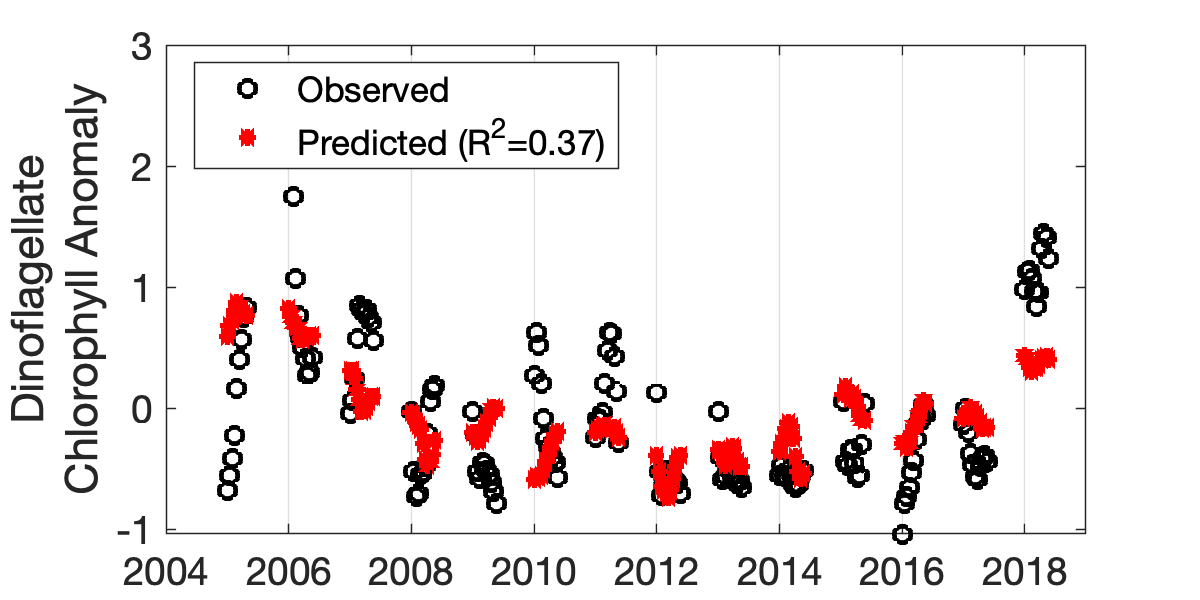 3
2
1
0
-1
Dinoflagellate
Chlorophyll Anomaly
Observed
Predicted (R²=0.37)
2004 2006 2008 2010 2012 2014 2016 2018